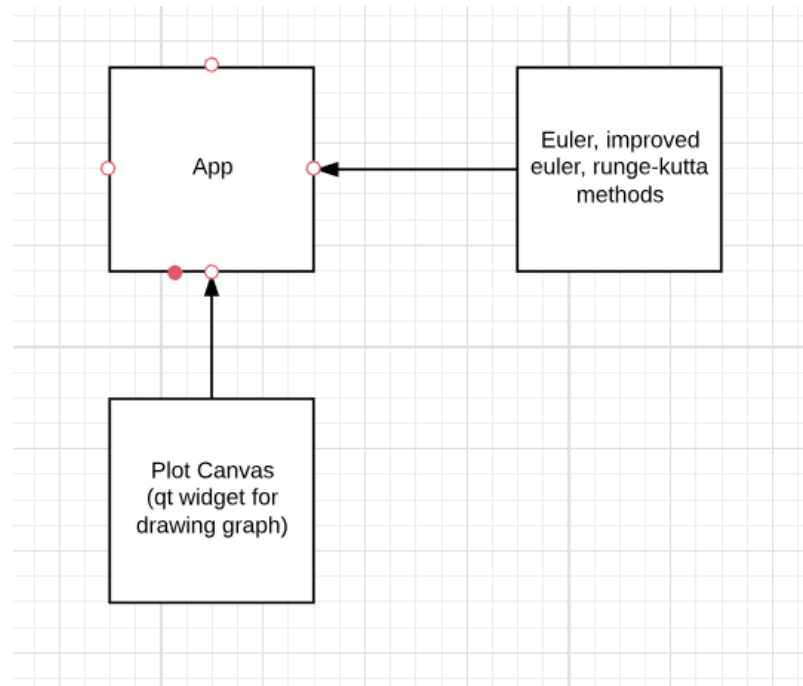 App
Euler, improved
euler, runge-kutta
methods
Plot Canvas
(qt widget for
drawing graph)